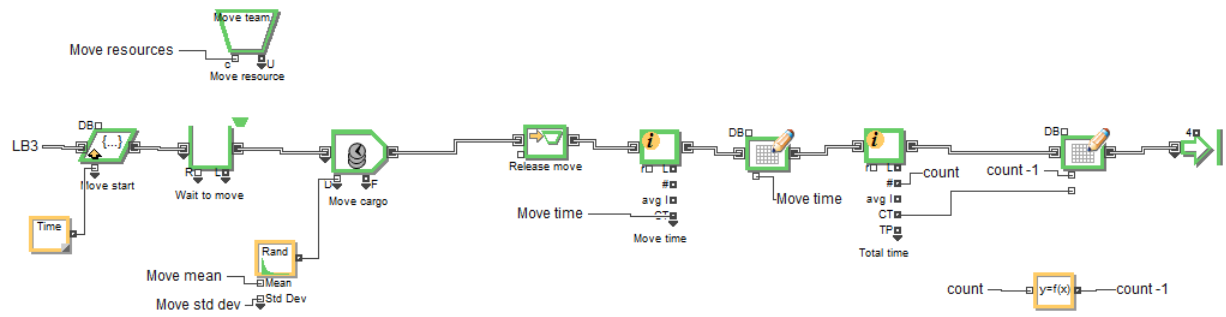 Move team
Move resources
c U
Move resource
DB
{...}
LB3
Move start
R L
Wait to move
U F
Move cargo
Release move
i
r L
#
avg l
CT
Move time
Move time
DB
Move time
i
r L
#
count
avg l
CT
TP
Total time
DB
count -1
4
Time
Rand
Move mean
Mean
Move std dev
Std Dev
count
y=f(x)
count -1